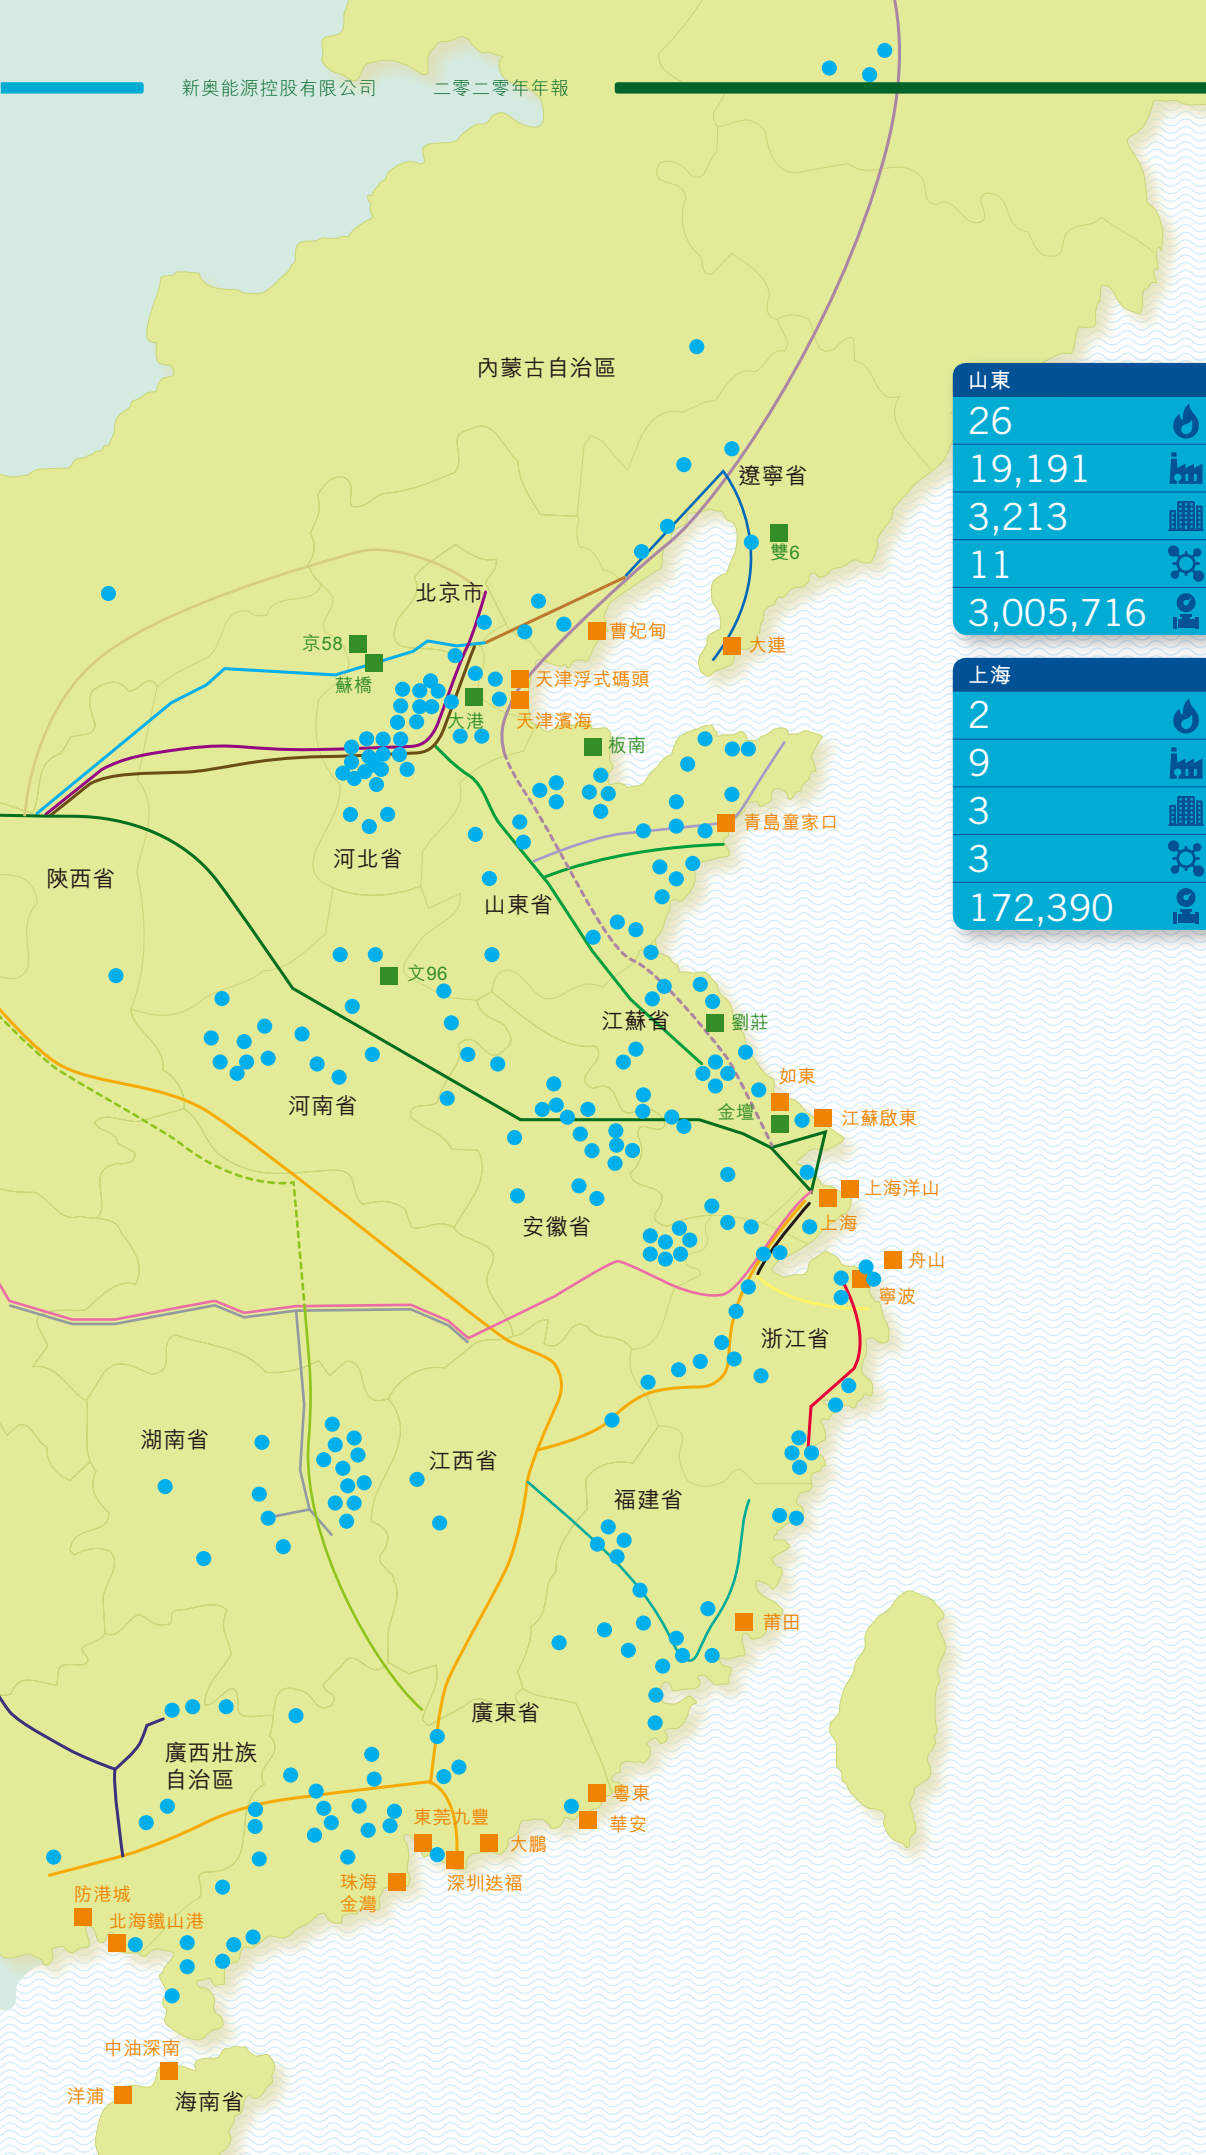 新奥能源控股有限公司 二零二零年年報
內蒙古自治區
山東
26
19,191
3,213
11
3,005,716
遼寧省
雙6
北京市
曹妃甸
大連
京58
蘇橋
天津浮式碼頭
大港
天津濱海
板南
上海
2
9
3
3
172,390
青島董家口
河北省
陝西省
山東省
文96
江蘇省
劉莊
如東
河南省
金壇
江蘇啟東
上海洋山
安徽省
上海
舟山
寧波
浙江省
湖南省
江西省
福建省
莆田
廣東省
廣西壯族
自治區
粵東
東莞九豐
華安
大鵬
珠海
金灣
深圳迭福
防港城
北海鐵山港
中油深南
洋浦
海南省